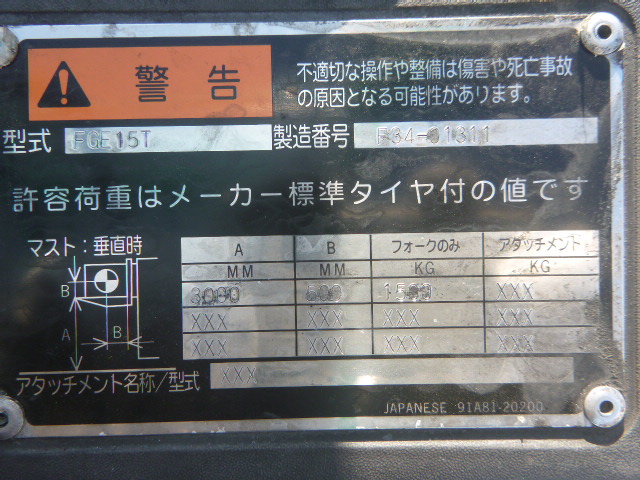 警告
不適切な操作や整備は傷害や死亡事故
の原因となる可能性があります。
型式 FGE15T 製造番号 F34-01311
許容荷重はメーカー標準タイヤ付の値です
マスト：垂直時
A B フォークのみ アタッチメント
MM MM KG KG
3000 500 1500 XXX
XXX XXX XXX XXX
XXX XXX XXX XXX
B
A
B
アタッチメント名称/型式 XXX
JAPANESE 91A81-20200